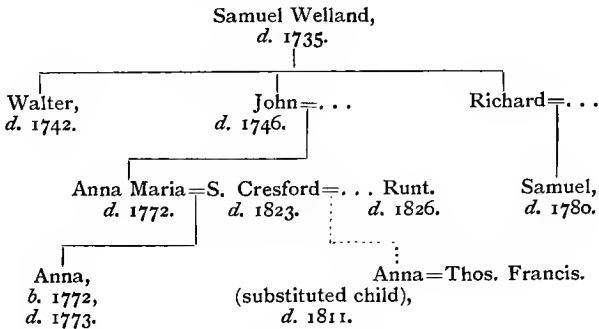 Samuel Welland,
d. 1735.
Walter, John=... Richard=...
d. 1742. d. 1746.
Anna Maria=S. Cresford=... Runt. Samuel,
d. 1772. d. 1823. d. 1826. d. 1780.
Anna, Anna=Thos. Francis.
b. 1772, (substituted child),
d. 1773. d. 1811.